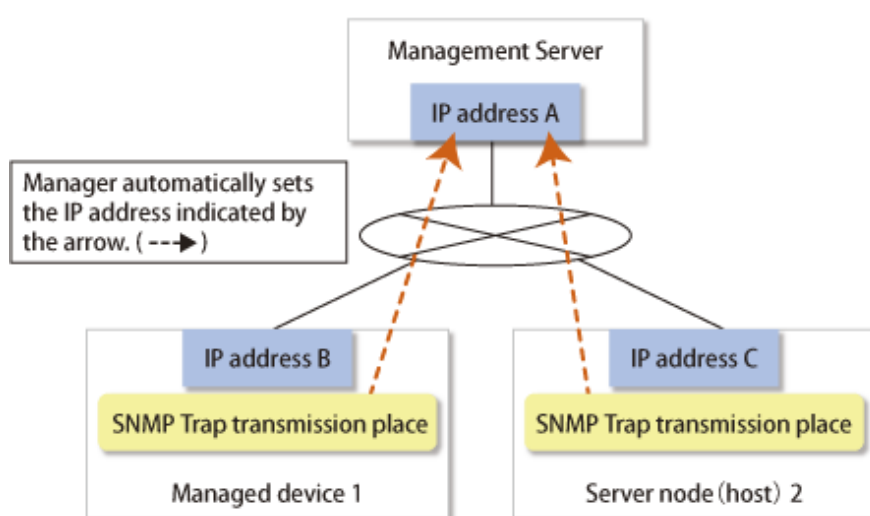 Management Server
IP address A
Manager automatically sets
the IP address indicated by
the arrow. ( ---▶ )
IP address B
IP address C
SNMP Trap transmission place
SNMP Trap transmission place
Managed device 1
Server node（host）2